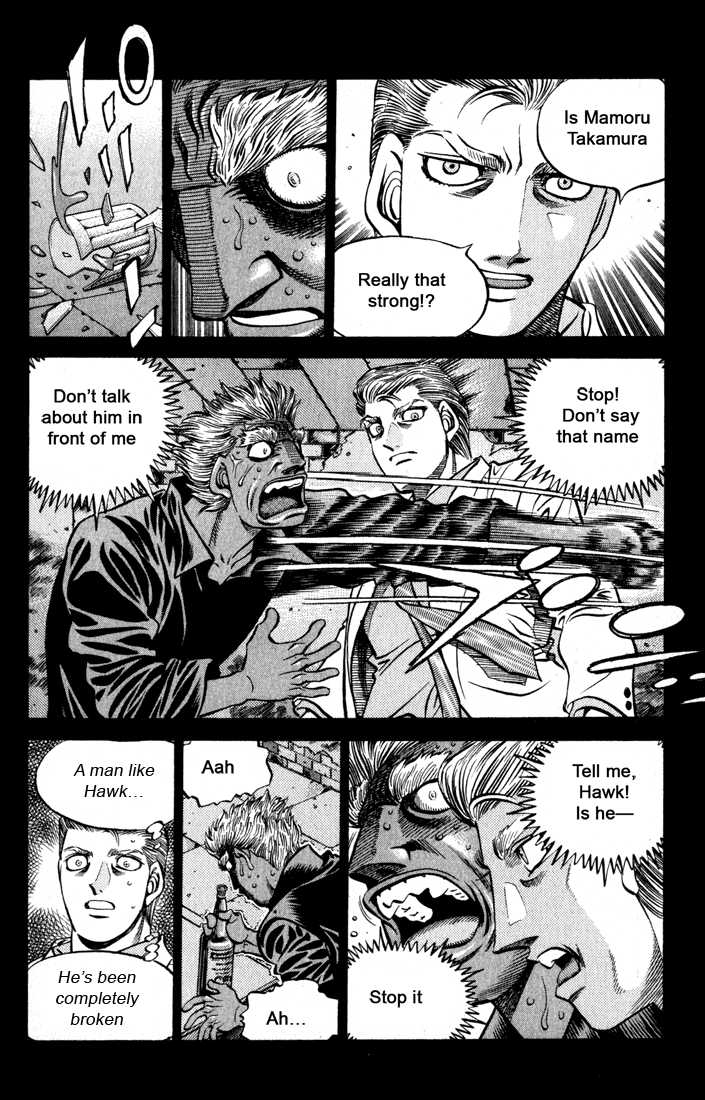 Is Mamoru
Takamura
Really that
strong!?
Stop!
Don't say
that name
Don't talk
about him in
front of me
Tell me,
Hawk!
Is he—
Stop it
Aah
Ah...
A man like
Hawk...
He's been
completely
broken